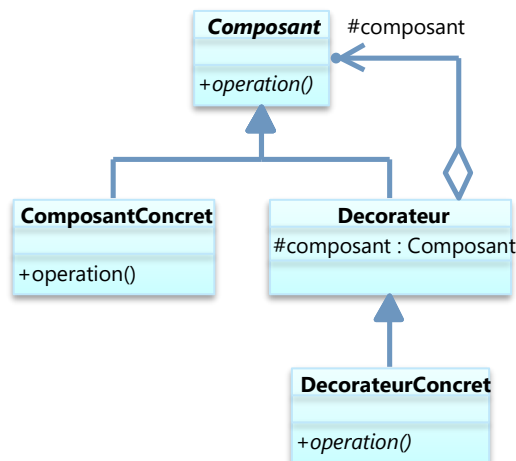 Composant
#composant
+operation()
ComposantConcret
+operation()
Decorateur
#composant : Composant
DecorateurConcret
+operation()